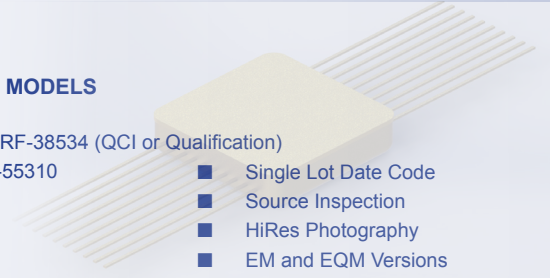 MODELS
RF-38534 (QCI or Qualification)
-55310
■ Single Lot Date Code
■ Source Inspection
■ HiRes Photography
■ EM and EQM Versions